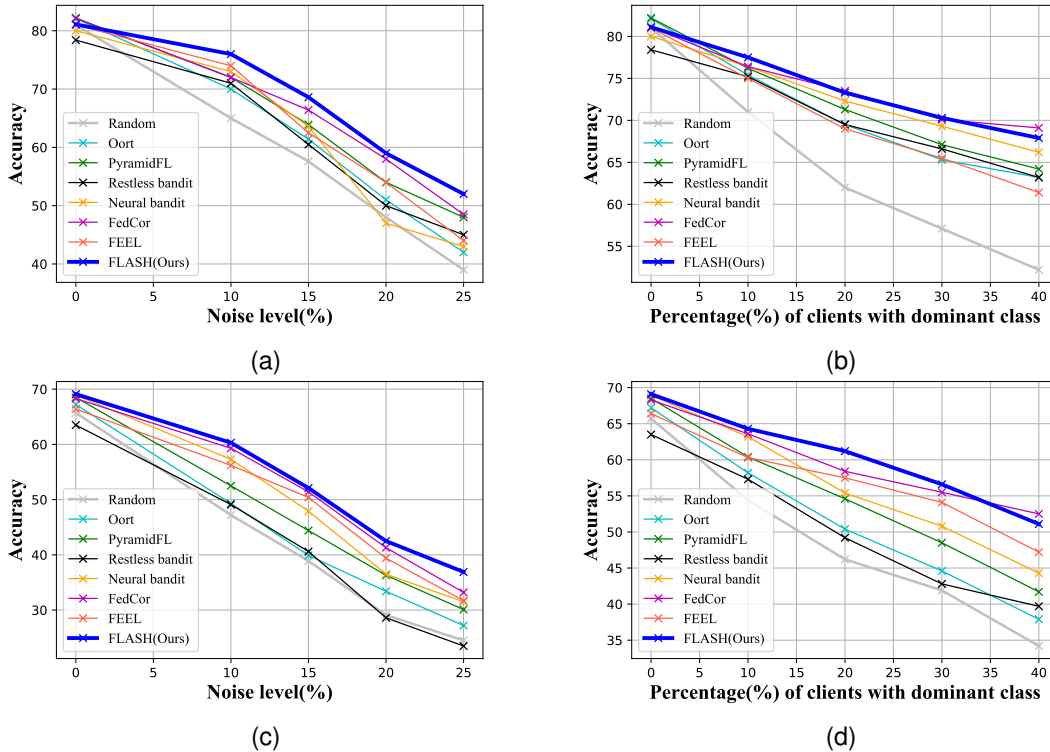 80
70
60
50
40
Accuracy
Random
Oort
PyramidFL
Restless bandit
Neural bandit
FedCor
FEEL
FLASH(Ours)
0 5 10 15 20 25
Noise level(%)
(a)
80
75
70
65
60
55
Accuracy
Random
Oort
PyramidFL
Restless bandit
Neural bandit
FedCor
FEEL
FLASH(Ours)
0 5 10 15 20 25 30 35 40
Percentage(%) of clients with dominant class
(b)
70
60
50
40
30
Accuracy
Random
Oort
PyramidFL
Restless bandit
Neural bandit
FedCor
FEEL
FLASH(Ours)
0 5 10 15 20 25
Noise level(%)
(c)
70
65
60
55
50
45
40
35
Accuracy
Random
Oort
PyramidFL
Restless bandit
Neural bandit
FedCor
FEEL
FLASH(Ours)
0 5 10 15 20 25 30 35 40
Percentage(%) of clients with dominant class
(d)